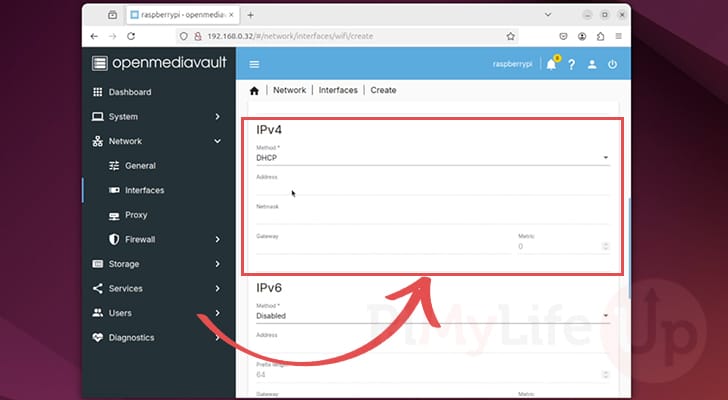 raspberrypi - openmediav
192.168.0.32/#/network/interfaces/wifi/create
openmediavault
raspberrypi
Network | Interfaces | Create
Dashboard
System
Network
General
Interfaces
Proxy
Firewall
Storage
Services
Users
Diagnostics
IPv4
Method *
DHCP
Address
Netmask
Gateway
Metric
0
IPv6
Method *
Disabled
Address
Prefix length
64
Gateway
Metric
PiMyLifeUp